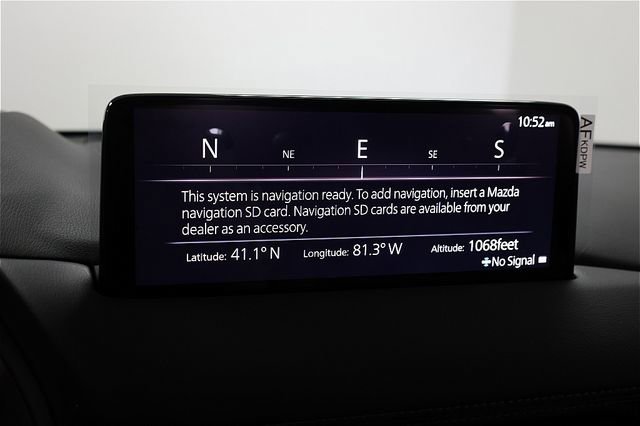 10:52am
N NE E SE S
This system is navigation ready. To add navigation, insert a Mazda
navigation SD card. Navigation SD cards are available from your
dealer as an accessory.
Latitude: 41.1° N Longitude: 81.3° W Altitude: 1068feet
No Signal
AF
KDPW